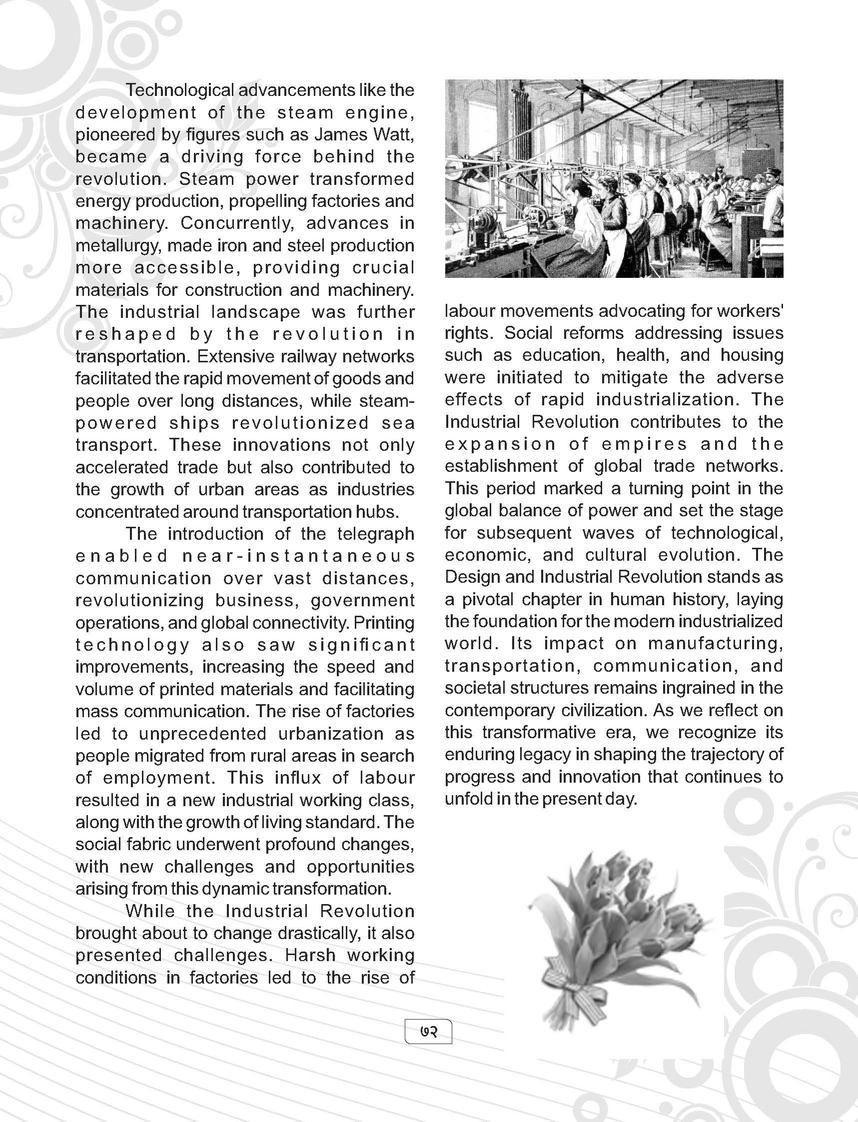 Technological advancements like the
development of the steam engine,
pioneered by figures such as James Watt,
became a driving force behind the
revolution. Steam power transformed
energy production, propelling factories and
machinery. Concurrently, advances in
metallurgy, made iron and steel production
more accessible, providing crucial
materials for construction and machinery.
The industrial landscape was further
reshaped by the revolution in
transportation. Extensive railway networks
facilitated the rapid movement of goods and
people over long distances, while steam-
powered ships revolutionized sea
transport. These innovations not only
accelerated trade but also contributed to
the growth of urban areas as industries
concentrated around transportation hubs.
The introduction of the telegraph
enabled near-instantaneous
communication over vast distances,
revolutionizing business, government
operations, and global connectivity. Printing
technology also saw significant
improvements, increasing the speed and
volume of printed materials and facilitating
mass communication. The rise of factories
led to unprecedented urbanization as
people migrated from rural areas in search
of employment. This influx of labour
resulted in a new industrial working class,
along with the growth of living standard. The
social fabric underwent profound changes,
with new challenges and opportunities
arising from this dynamic transformation.
While the Industrial Revolution
brought about to change drastically, it also
presented challenges. Harsh working
conditions in factories led to the rise of
labour movements advocating for workers'
rights. Social reforms addressing issues
such as education, health, and housing
were initiated to mitigate the adverse
effects of rapid industrialization. The
Industrial Revolution contributes to the
expansion of empires and the
establishment of global trade networks.
This period marked a turning point in the
global balance of power and set the stage
for subsequent waves of technological,
economic, and cultural evolution. The
Design and Industrial Revolution stands as
a pivotal chapter in human history, laying
the foundation for the modern industrialized
world. Its impact on manufacturing,
transportation, communication, and
societal structures remains ingrained in the
contemporary civilization. As we reflect on
this transformative era, we recognize its
enduring legacy in shaping the trajectory of
progress and innovation that continues to
unfold in the present day.
७२